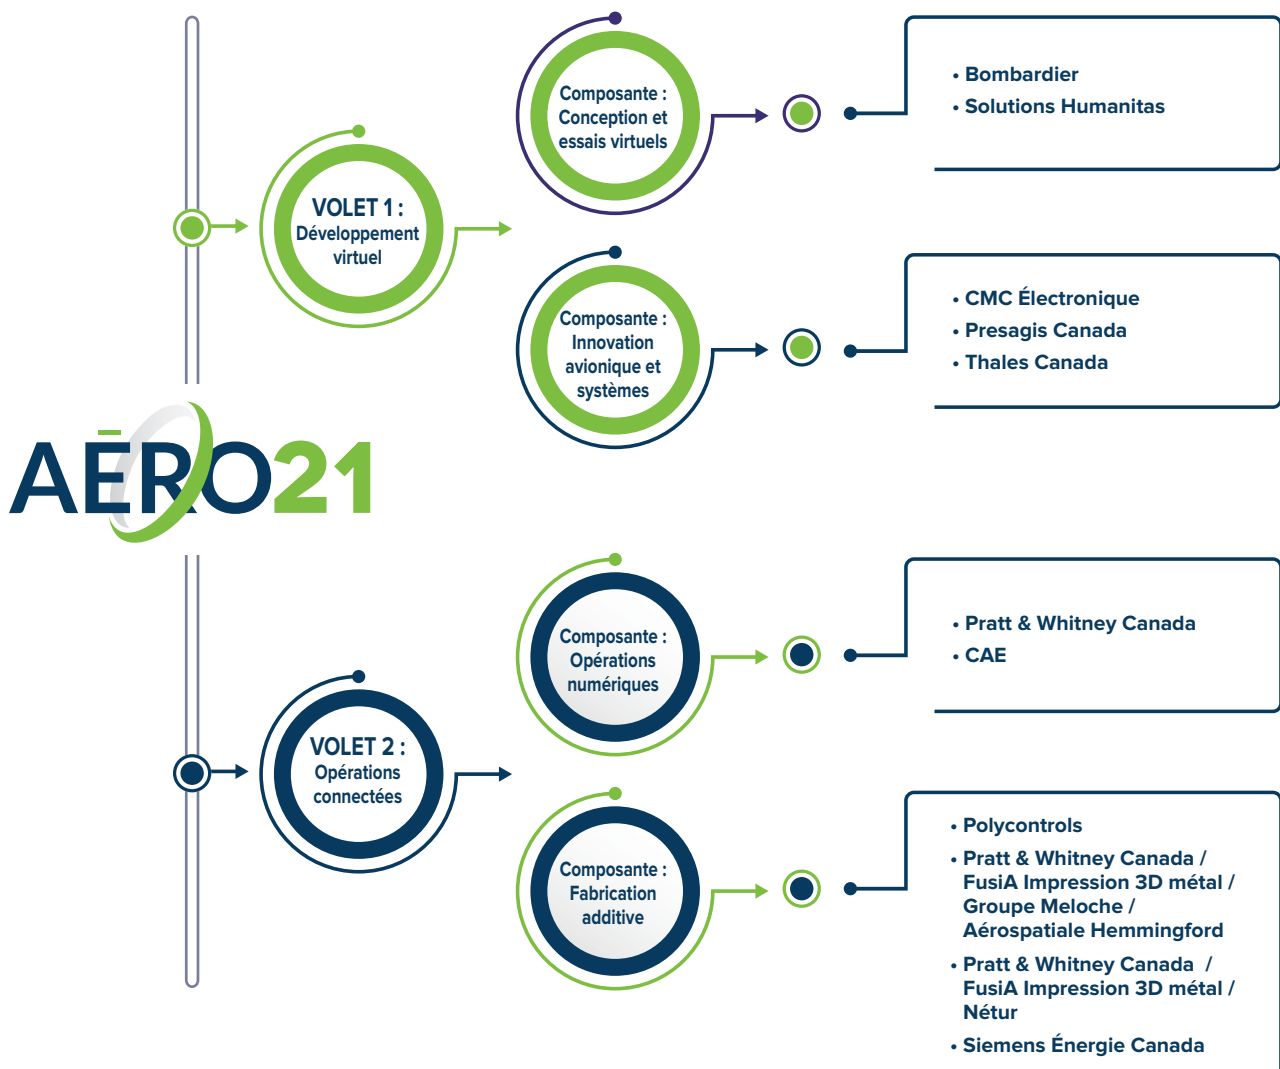 Composante :
Conception et
essais virtuels
• Bombardier
• Solutions Humanitas
VOLET 1 :
Développement
virtuel
Composante :
Innovation
avionique et
systèmes
• CMC Électronique
• Presagis Canada
• Thales Canada
AÉRO21
Composante :
Opérations
numériques
• Pratt & Whitney Canada
• CAE
VOLET 2 :
Opérations
connectées
Composante :
Fabrication
additive
• Polycontrols
• Pratt & Whitney Canada /
FusiA Impression 3D métal /
Groupe Meloche /
Aérospatiale Hemmingford
• Pratt & Whitney Canada /
FusiA Impression 3D métal /
Nétur
• Siemens Énergie Canada